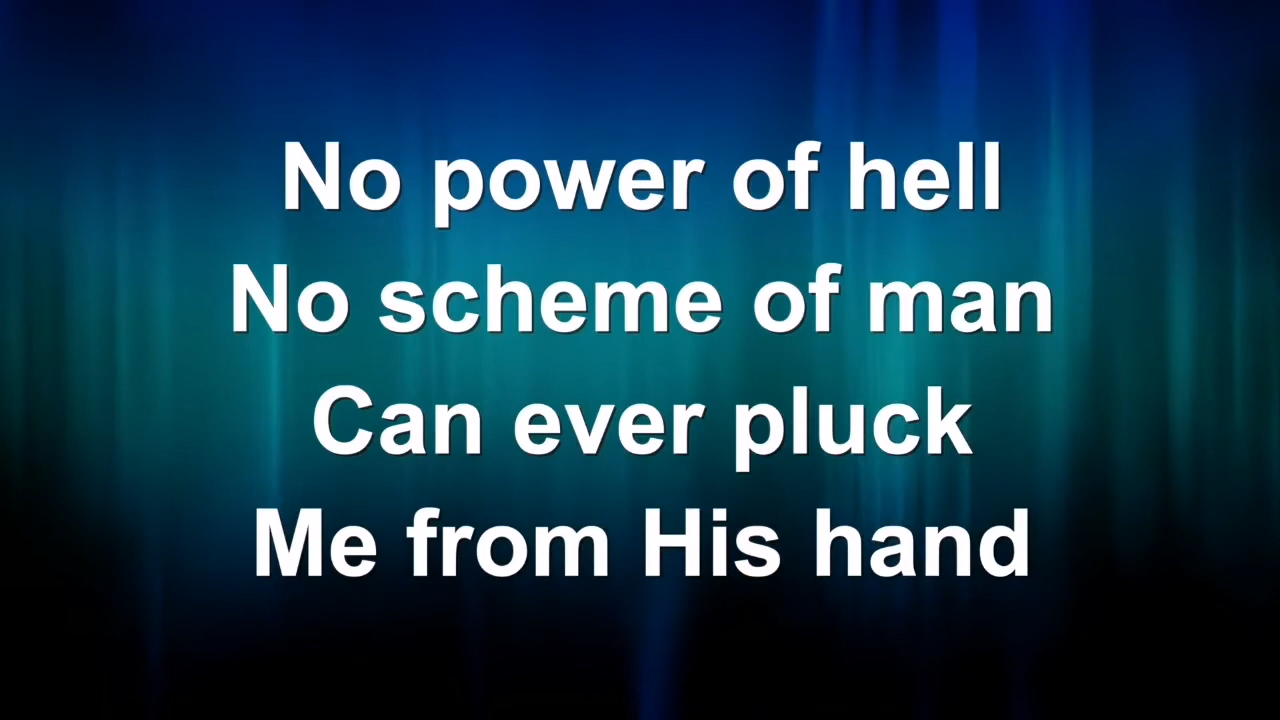 No power of hell
No scheme of man
Can ever pluck
Me from His hand